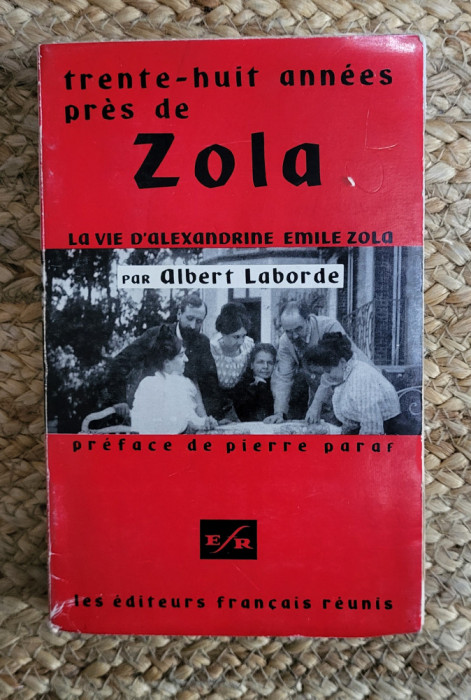 trente-huit années
près de
Zola
LA VIE D'ALEXANDRINE EMILE ZOLA
PAR Albert Laborde
préface de pierre paraf
EfR
les éditeurs français réunis